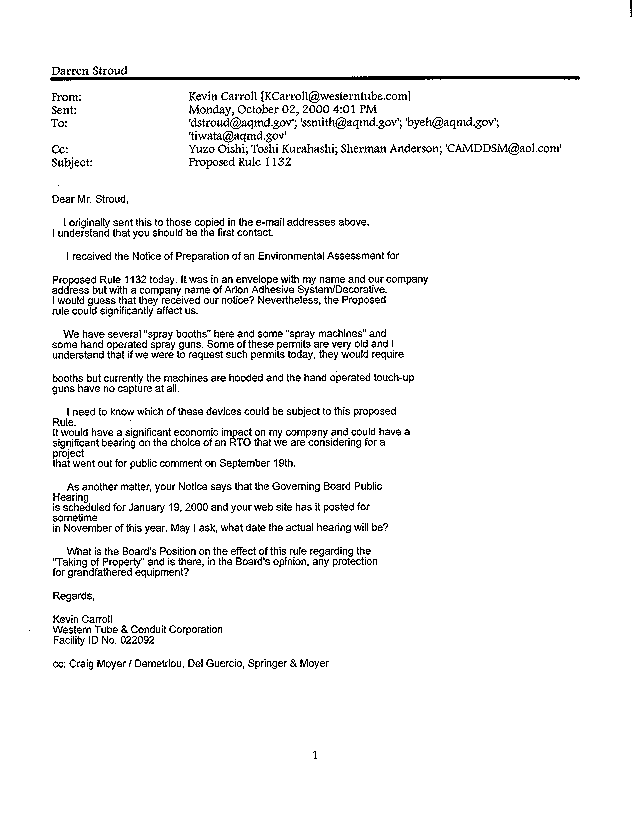 Darren Stroud
From: Kevin Carroll [KCarroll@westerntube.com]
Sent: Monday, October 02, 2000 4:01 PM
To: 'dstroud@aqmd.gov'; 'ssmith@aqmd.gov'; 'byeh@aqmd.gov';
'tiwata@aqmd.gov'
Cc: Yuzo Oishi; Toshi Kurahashi; Sherman Anderson; 'CAMDDSM@aol.com'
Subject: Proposed Rule 1132
Dear Mr. Stroud,
I originally sent this to those copied in the e-mail addresses above.
I understand that you should be the first contact.
I received the Notice of Preparation of an Environmental Assessment for
Proposed Rule 1132 today. It was in an envelope with my name and our company
address but with a company name of Arlon Adhesive System/Decorative.
I would guess that they received our notice? Nevertheless, the Proposed
rule could significantly affect us.
We have several "spray booths" here and some "spray machines" and
some hand operated spray guns. Some of these permits are very old and I
understand that if we were to request such permits today, they would require
booths but currently the machines are hooded and the hand operated touch-up
guns have no capture at all.
I need to know which of these devices could be subject to this proposed
Rule.
It would have a significant economic impact on my company and could have a
significant bearing on the choice of an RTO that we are considering for a
project
that went out for public comment on September 19th.
As another matter, your Notice says that the Governing Board Public
Hearing
is scheduled for January 19, 2000 and your web site has it posted for
sometime
in November of this year. May I ask, what date the actual hearing will be?
What is the Board's Position on the effect of this rule regarding the
"Taking of Property" and is there, in the Board's opinion, any protection
for grandfathered equipment?
Regards,
Kevin Carroll
Western Tube & Conduit Corporation
Facility ID No. 022092
cc: Craig Moyer / Demetriou, Del Guercio, Springer & Moyer
1